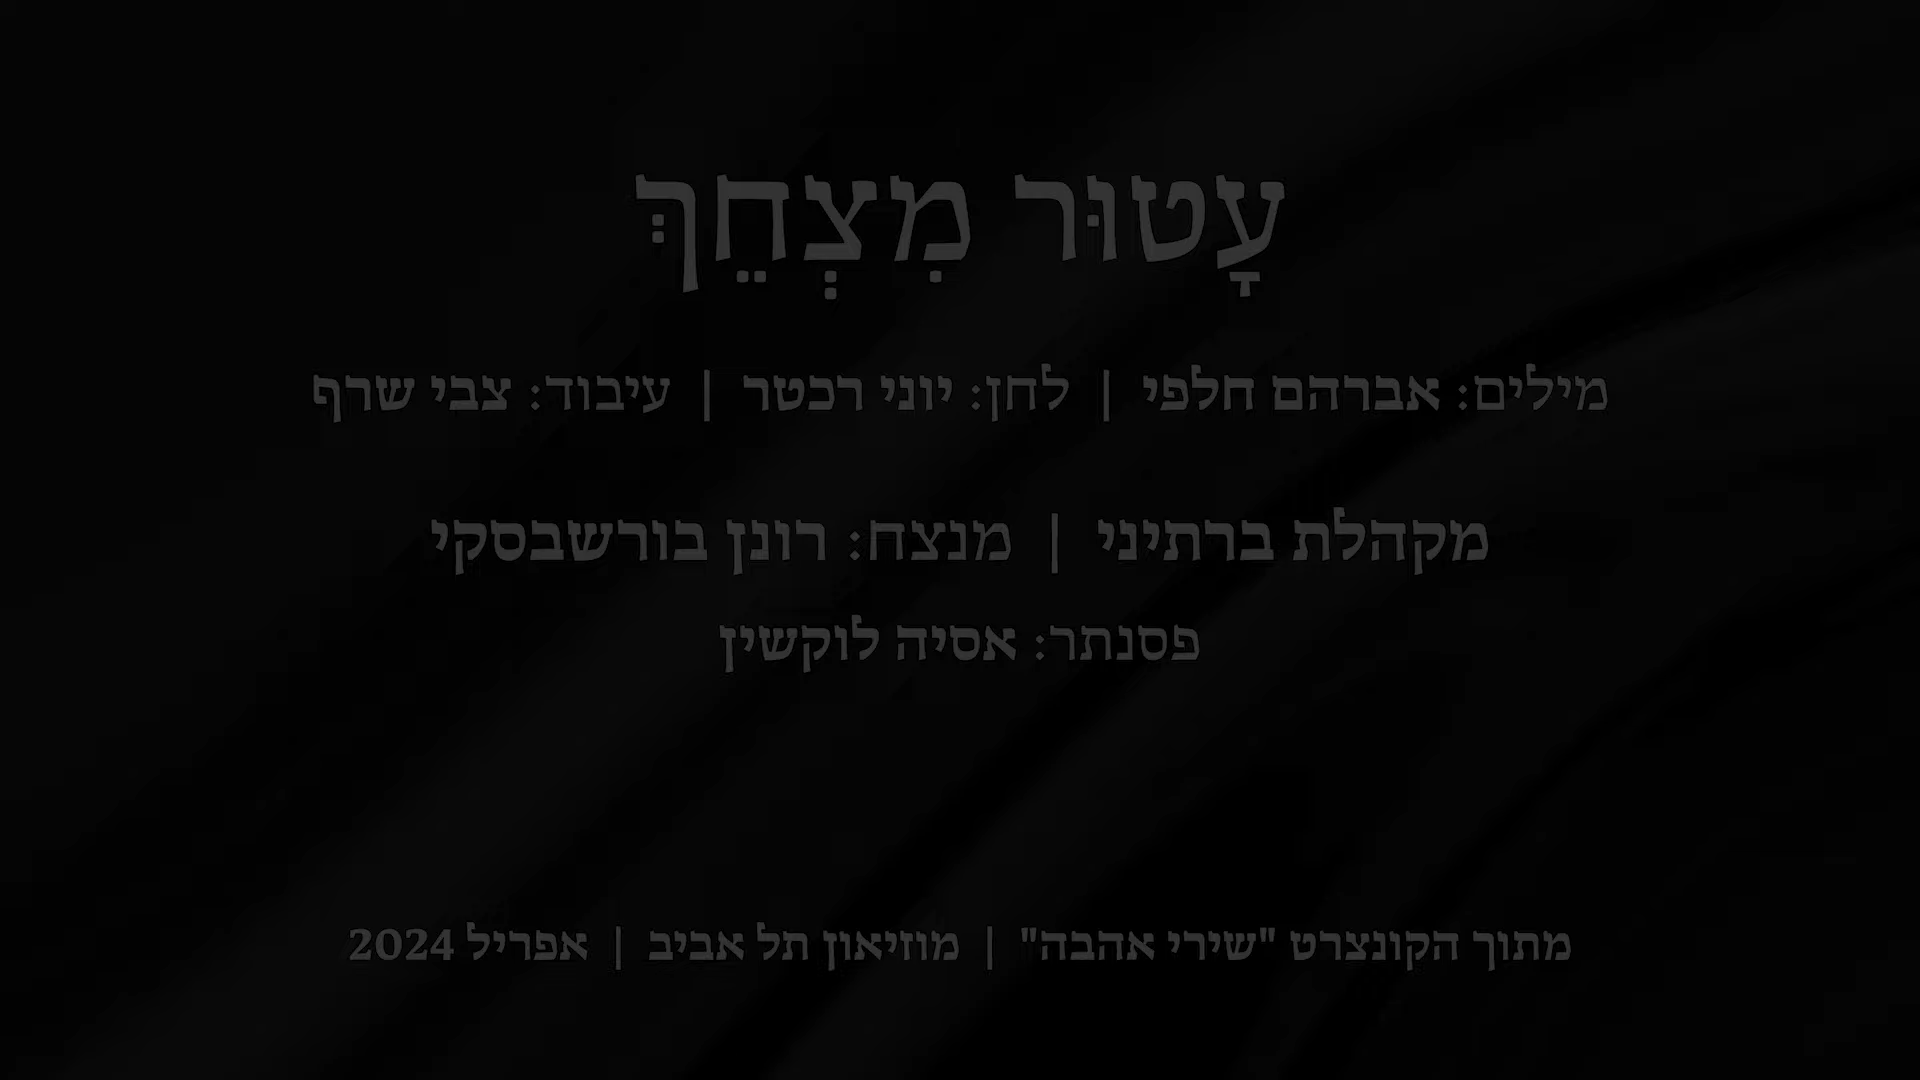 עָטוּר מִצְחֵךְ
מילים: אברהם חלפי | לחן: יוני רכטר | עיבוד: צבי שרף
מקהלת ברתיני | מנצח: רונן בורשבסקי
פסנתר: אסיה לוקשין
מתוך הקונצרט "שירי אהבה" | מוזיאון תל אביב | אפריל 2024